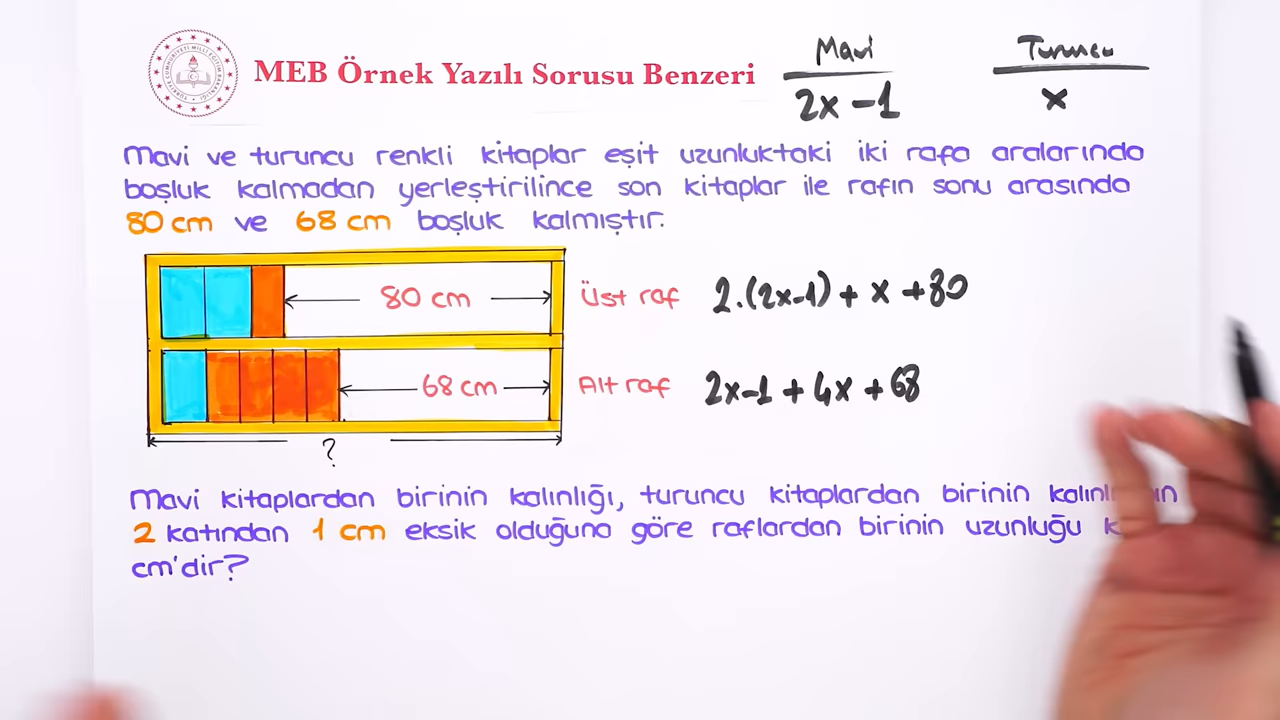 MEB Örnek Yazılı Sorusu Benzeri
Mavi Turuncu
2x-1 x
Mavi ve turuncu renkli kitaplar eşit uzunluktaki iki rafa aralarında
boşluk kalmadan yerleştirilince son kitaplar ile rafın sonu arasında
80 cm ve 68 cm boşluk kalmıştır.
80 cm Üst raf 2.(2x-1) + x + 80
68 cm Alt raf 2x-1 + 4x + 68
?
Mavi kitaplardan birinin kalınlığı, turuncu kitaplardan birinin
2 katından 1 cm eksik olduğuna göre raflardan birinin uzunluğu
cm'dir?